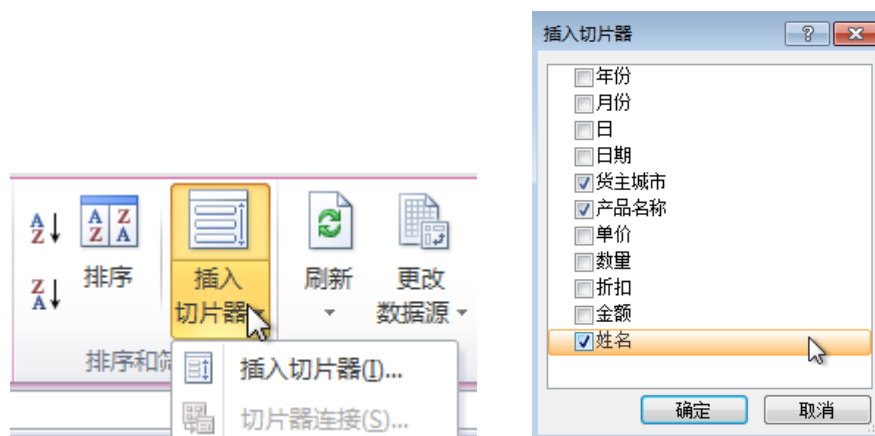 排序
插入
切片器
刷新
更改
数据源
排序和筛
插入切片器(I)...
切片器连接(S)...
插入切片器
年份
月份
日
日期
货主城市
产品名称
单价
数量
折扣
金额
姓名
确定
取消